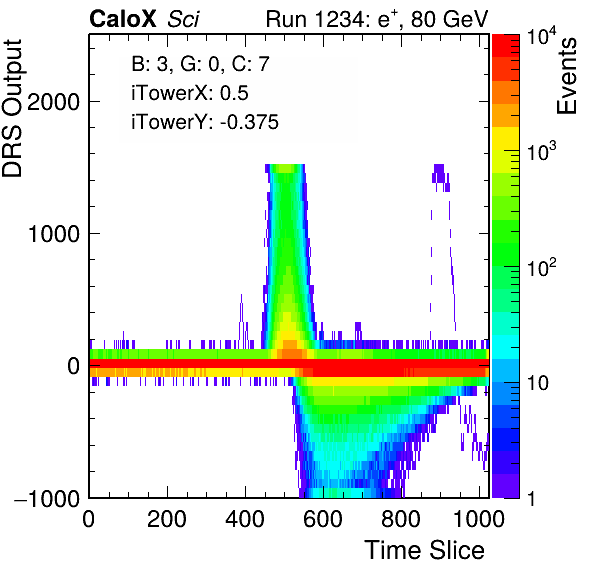 CaloX Sci Run 1234: e+, 80 GeV
B: 3, G: 0, C: 7
iTowerX: 0.5
iTowerY: -0.375
DRS Output
2000
1000
0
−1000
0 200 400 600 800 1000
Time Slice
Events
10^4
10^3
10^2
10
1